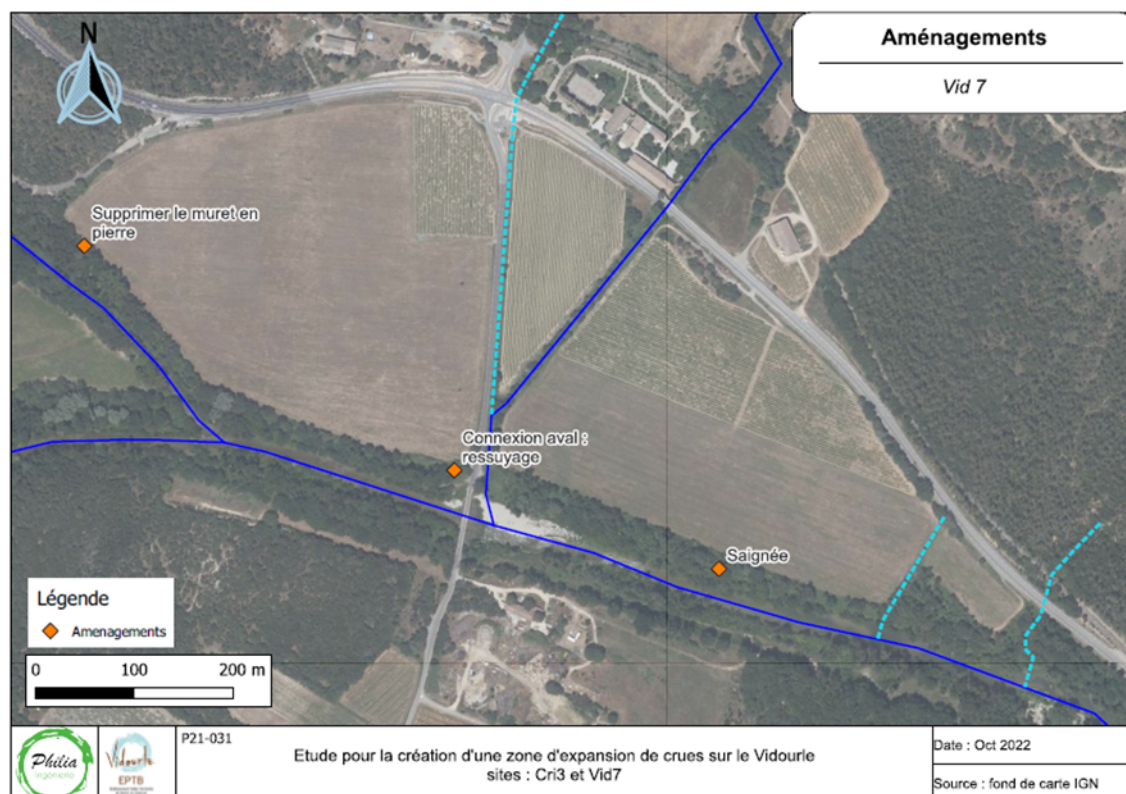 Aménagements
Vid 7
N
Supprimer le muret en
pierre
Connexion aval :
ressuyage
Saignée
Légende
Amenagements
0 100 200 m
Philia
Ingénierie
Vidourle
EPTB
P21-031
Etude pour la création d'une zone d'expansion de crues sur le Vidourle
sites : Cri3 et Vid7
Date : Oct 2022
Source : fond de carte IGN